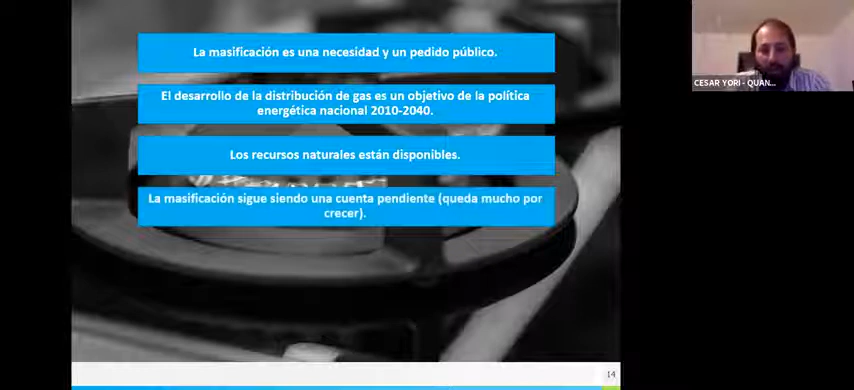 La masificación es una necesidad y un pedido público.
El desarrollo de la distribución de gas es un objetivo de la política
energética nacional 2010-2040.
Los recursos naturales están disponibles.
La masificación sigue siendo una cuenta pendiente (queda mucho por
crecer).
CESAR YORI - QUAN...
14